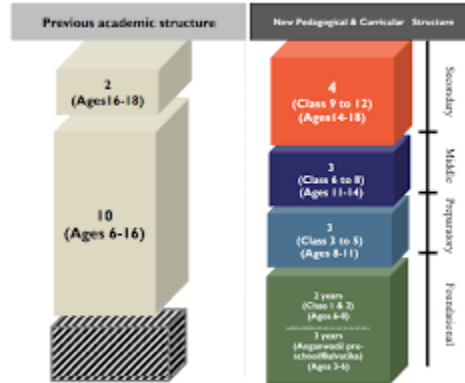 Previous academic structure
2
(Ages16-18)
10
(Ages 6-16)
New Pedagogical & Curricular Structure
4
(Class 9 to 12)
(Ages14-18)
3
(Class 6 to 8)
(Ages 11-14)
3
(Class 3 to 5)
(Ages 8-11)
2 years
(Class 1 & 2)
(Ages 6-8)
3 years
(Anganwadi pre-
school/Balvatika)
(Ages 3-6)
Secondary
Middle
Preparatory
Foundational